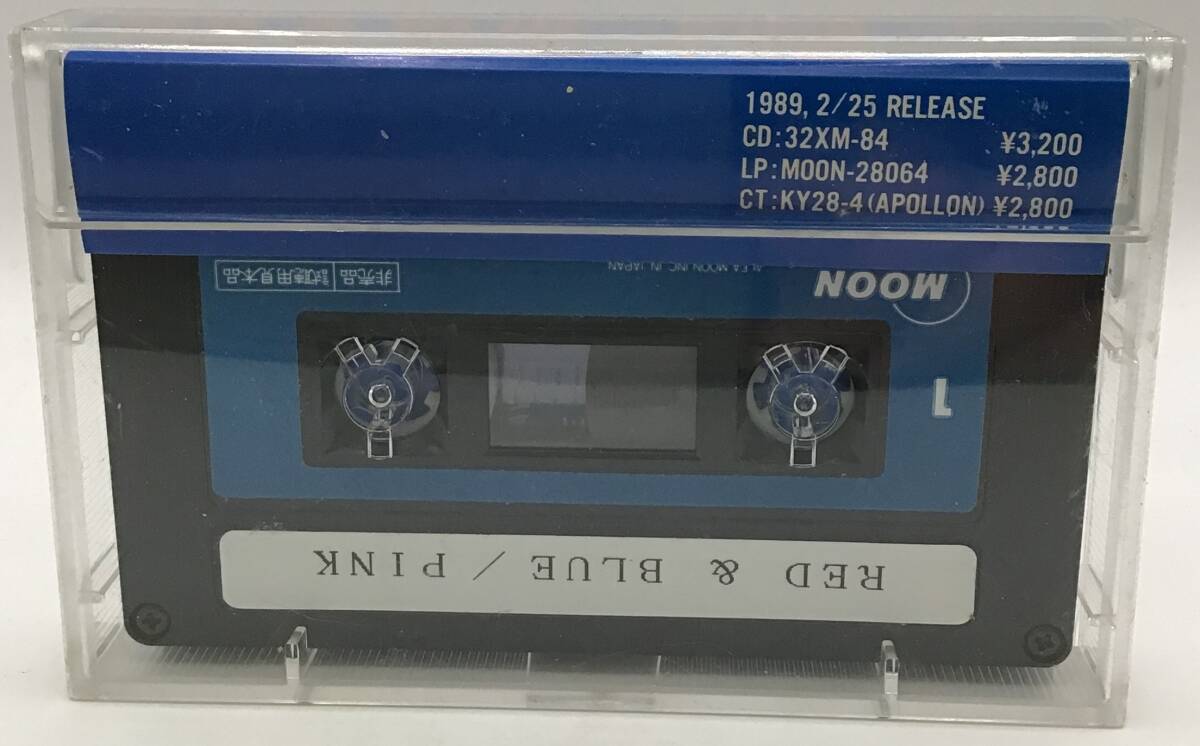 1989, 2/25 RELEASE
CD:32XM-84 ¥3,200
LP:MOON-28064 ¥2,800
CT:KY28-4(APOLLON) ¥2,800
RED & BLUE / PINK
1
MOON
ALFA MOON INC. IN JAPAN
非売品 試聴用見本品